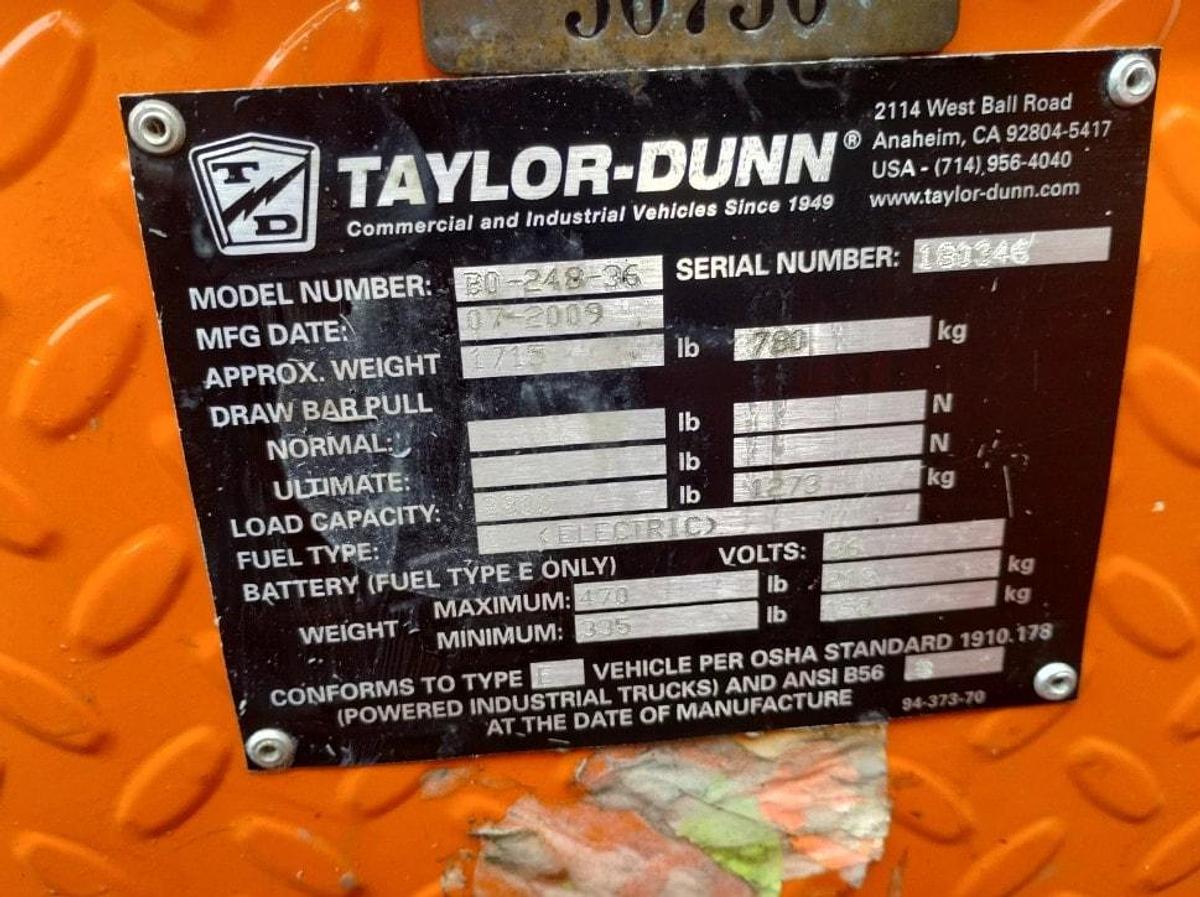 50750
2114 West Ball Road
Anaheim, CA 92804-5417
USA - (714) 956-4040
www.taylor-dunn.com
TD
TAYLOR-DUNN®
Commercial and Industrial Vehicles Since 1949
MODEL NUMBER: B0-248-36 SERIAL NUMBER: 180346
MFG DATE: 07-2009
APPROX. WEIGHT 1715 lb 780 kg
DRAW BAR PULL
NORMAL: lb N
ULTIMATE: lb N
LOAD CAPACITY: lb 1273 kg
FUEL TYPE: (ELECTRIC)
BATTERY (FUEL TYPE E ONLY) VOLTS: 36
WEIGHT MAXIMUM: 470 lb kg
MINIMUM: 335 lb kg
CONFORMS TO TYPE E VEHICLE PER OSHA STANDARD 1910.178
(POWERED INDUSTRIAL TRUCKS) AND ANSI B56
AT THE DATE OF MANUFACTURE
94-373-70